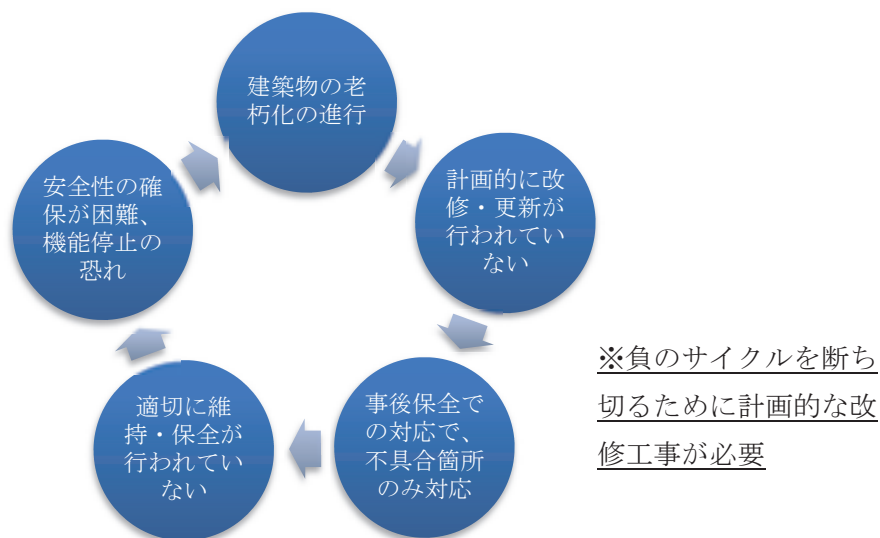 建築物の老
朽化の進行
計画的に改
修・更新が
行われてい
ない
事後保全で
の対応で、
不具合箇所
のみ対応
適切に維
持・保全が
行われてい
ない
安全性の確
保が困難、
機能停止の
恐れ
※負のサイクルを断ち
切るために計画的な改
修工事が必要